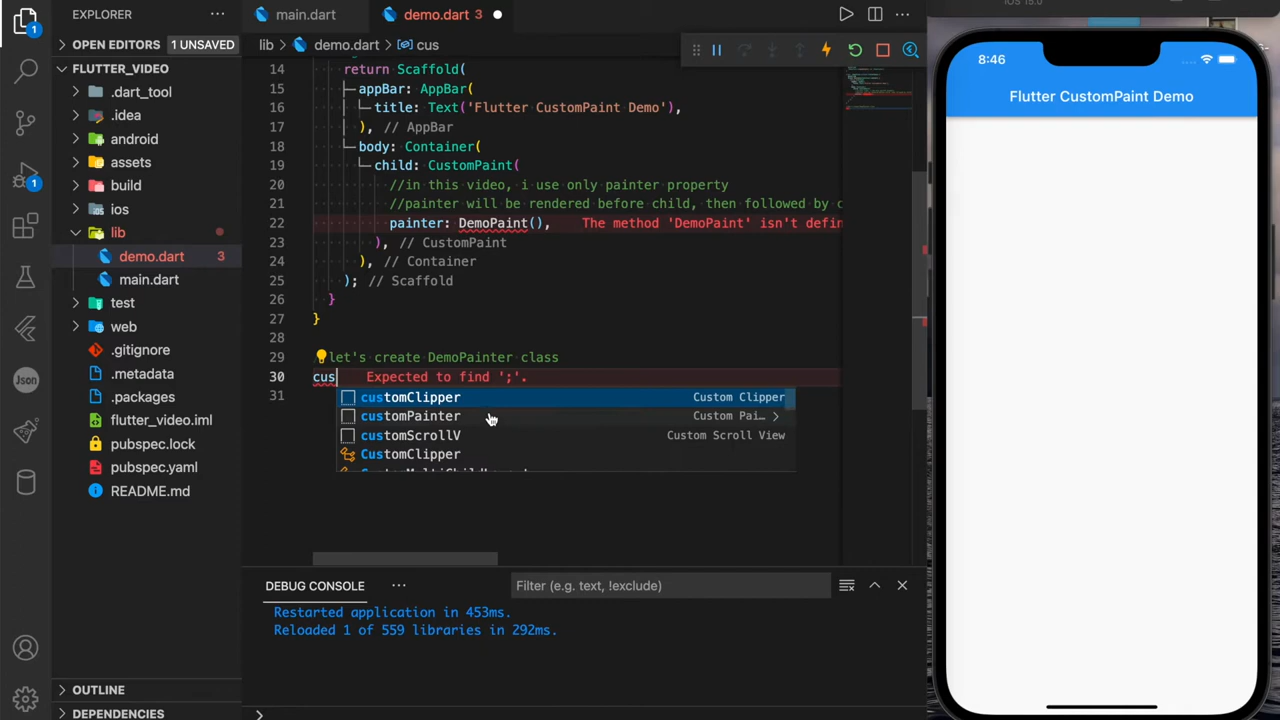 EXPLORER
main.dart
demo.dart 3
iOS 15.0
OPEN EDITORS
1 UNSAVED
lib > demo.dart > cus
FLUTTER_VIDEO
.dart_tool
.idea
android
assets
build
ios
lib
demo.dart 3
main.dart
test
web
.gitignore
.metadata
.packages
flutter_video.iml
pubspec.lock
pubspec.yaml
README.md
OUTLINE
DEPENDENCIES
1
1
Json
14 return Scaffold(
15 appBar: AppBar(
16 title: Text('Flutter CustomPaint Demo'),
17 ), // AppBar
18 body: Container(
19 child: CustomPaint(
20 //in this video, i use only painter property
21 //painter will be rendered before child, then followed by c
22 painter: DemoPaint(), The method 'DemoPaint' isn't defin
23 ), // CustomPaint
24 ), // Container
25 ); // Scaffold
26 }
27 }
28
29 let's create DemoPainter class
30 cus Expected to find ';'.
31
customClipper Custom Clipper
customPainter Custom Pai… >
customScrollV Custom Scroll View
CustomClipper
DEBUG CONSOLE
Filter (e.g. text, !exclude)
Restarted application in 453ms.
Reloaded 1 of 559 libraries in 292ms.
>
8:46
Flutter CustomPaint Demo